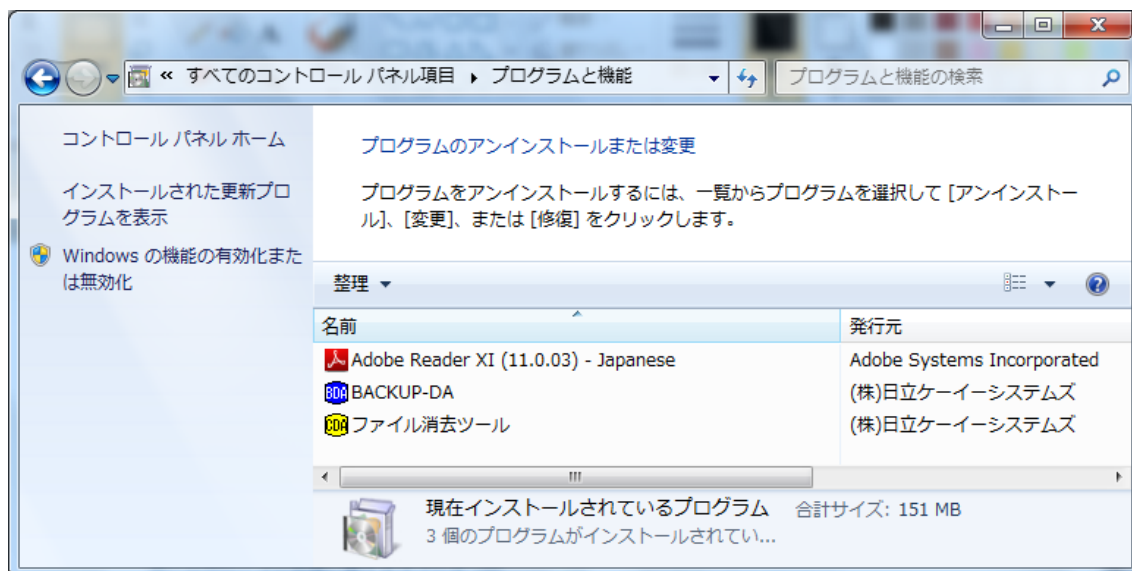 « すべてのコントロール パネル項目 ▸ プログラムと機能
プログラムと機能の検索
コントロール パネル ホーム
インストールされた更新プロ
グラムを表示
Windows の機能の有効化また
は無効化
プログラムのアンインストールまたは変更
プログラムをアンインストールするには、一覧からプログラムを選択して [アンインストー
ル]、[変更]、または [修復] をクリックします。
整理
名前
発行元
Adobe Reader XI (11.0.03) - Japanese
Adobe Systems Incorporated
BDA BACKUP-DA
(株)日立ケーイーシステムズ
CDA ファイル消去ツール
(株)日立ケーイーシステムズ
現在インストールされているプログラム 合計サイズ: 151 MB
3 個のプログラムがインストールされてい...